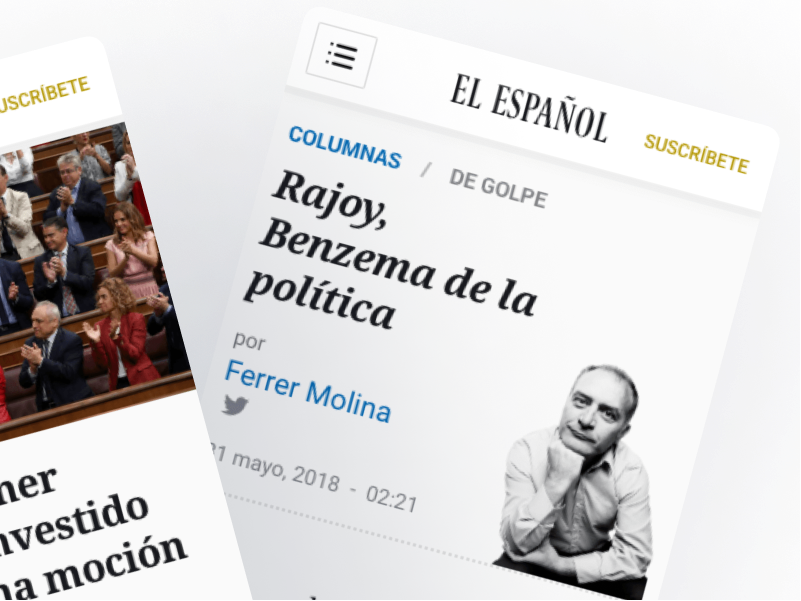 SUSCRÍBETE
investido
moción
EL ESPAÑOL
SUSCRÍBETE
COLUMNAS / DE GOLPE
Rajoy,
Benzema de la
política
por
Ferrer Molina
31 mayo, 2018 - 02:21